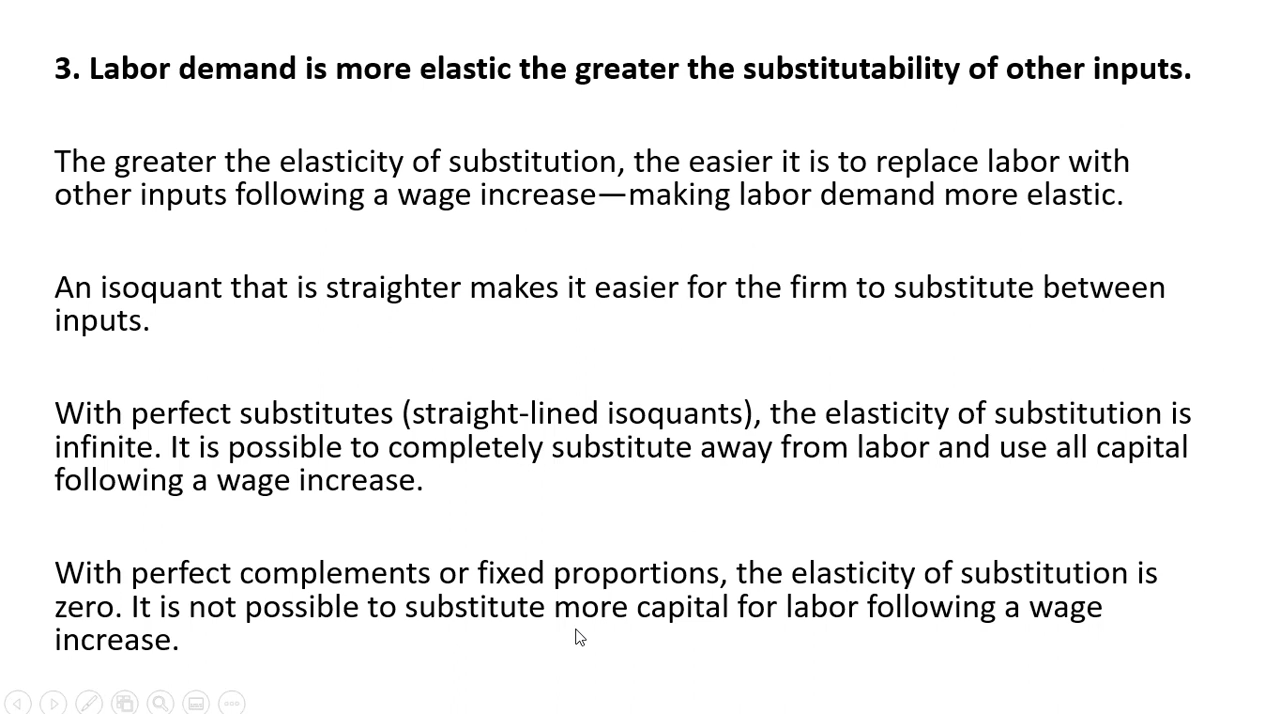 3. Labor demand is more elastic the greater the substitutability of other inputs.
The greater the elasticity of substitution, the easier it is to replace labor with
other inputs following a wage increase—making labor demand more elastic.
An isoquant that is straighter makes it easier for the firm to substitute between
inputs.
With perfect substitutes (straight-lined isoquants), the elasticity of substitution is
infinite. It is possible to completely substitute away from labor and use all capital
following a wage increase.
With perfect complements or fixed proportions, the elasticity of substitution is
zero. It is not possible to substitute more capital for labor following a wage
increase.